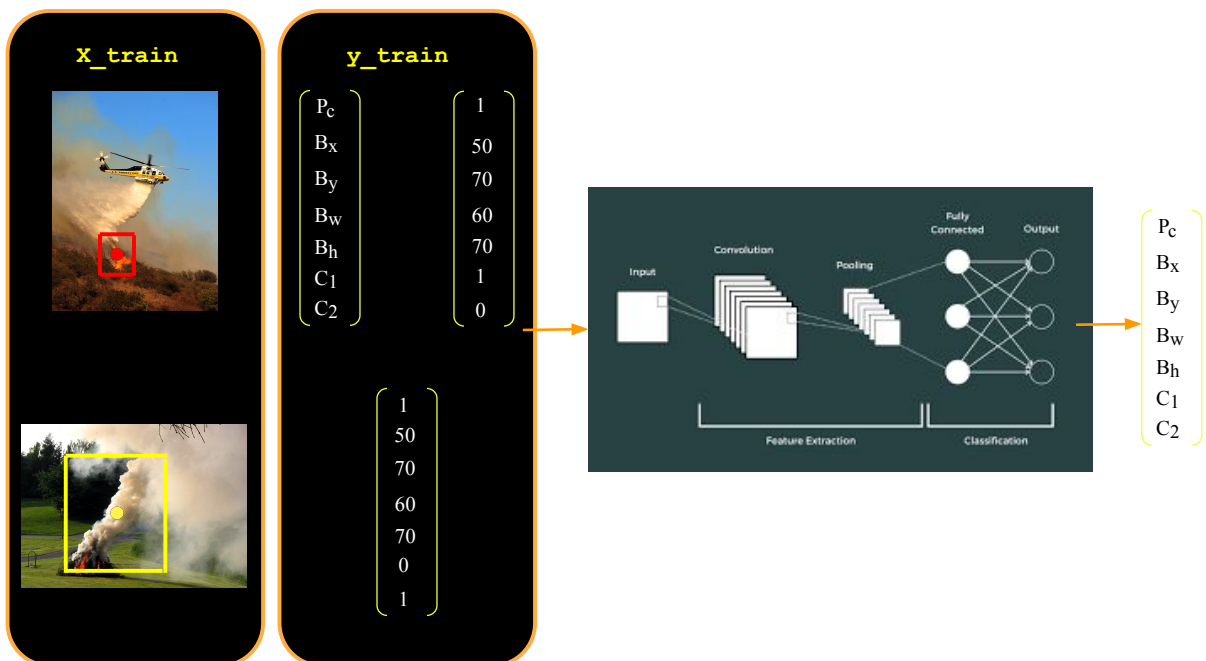 X_train
y_train
Pc
Bx
By
Bw
Bh
C1
C2
1
50
70
60
70
1
0
1
50
70
60
70
0
1
Input
Convolution
Pooling
Fully
Connected
Output
Feature Extraction
Classification
Pc
Bx
By
Bw
Bh
C1
C2